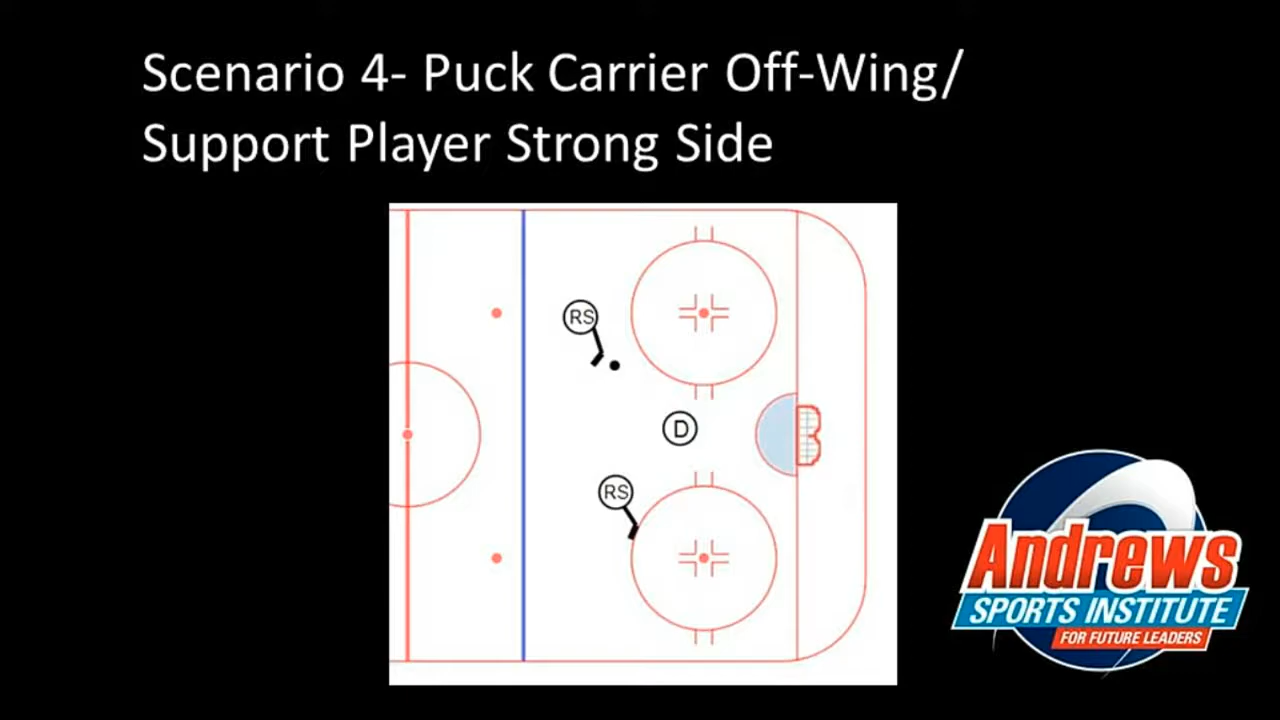 Scenario 4- Puck Carrier Off-Wing/
Support Player Strong Side
RS
D
RS
Andrews
SPORTS INSTITUTE
FOR FUTURE LEADERS